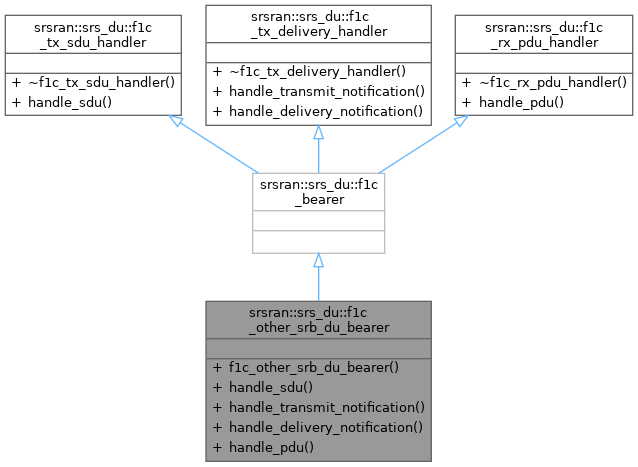 srsran::srs_du::f1c
_tx_sdu_handler
+ ~f1c_tx_sdu_handler()
+ handle_sdu()
srsran::srs_du::f1c
_tx_delivery_handler
+ ~f1c_tx_delivery_handler()
+ handle_transmit_notification()
+ handle_delivery_notification()
srsran::srs_du::f1c
_rx_pdu_handler
+ ~f1c_rx_pdu_handler()
+ handle_pdu()
srsran::srs_du::f1c
_bearer
srsran::srs_du::f1c
_other_srb_du_bearer
+ f1c_other_srb_du_bearer()
+ handle_sdu()
+ handle_transmit_notification()
+ handle_delivery_notification()
+ handle_pdu()